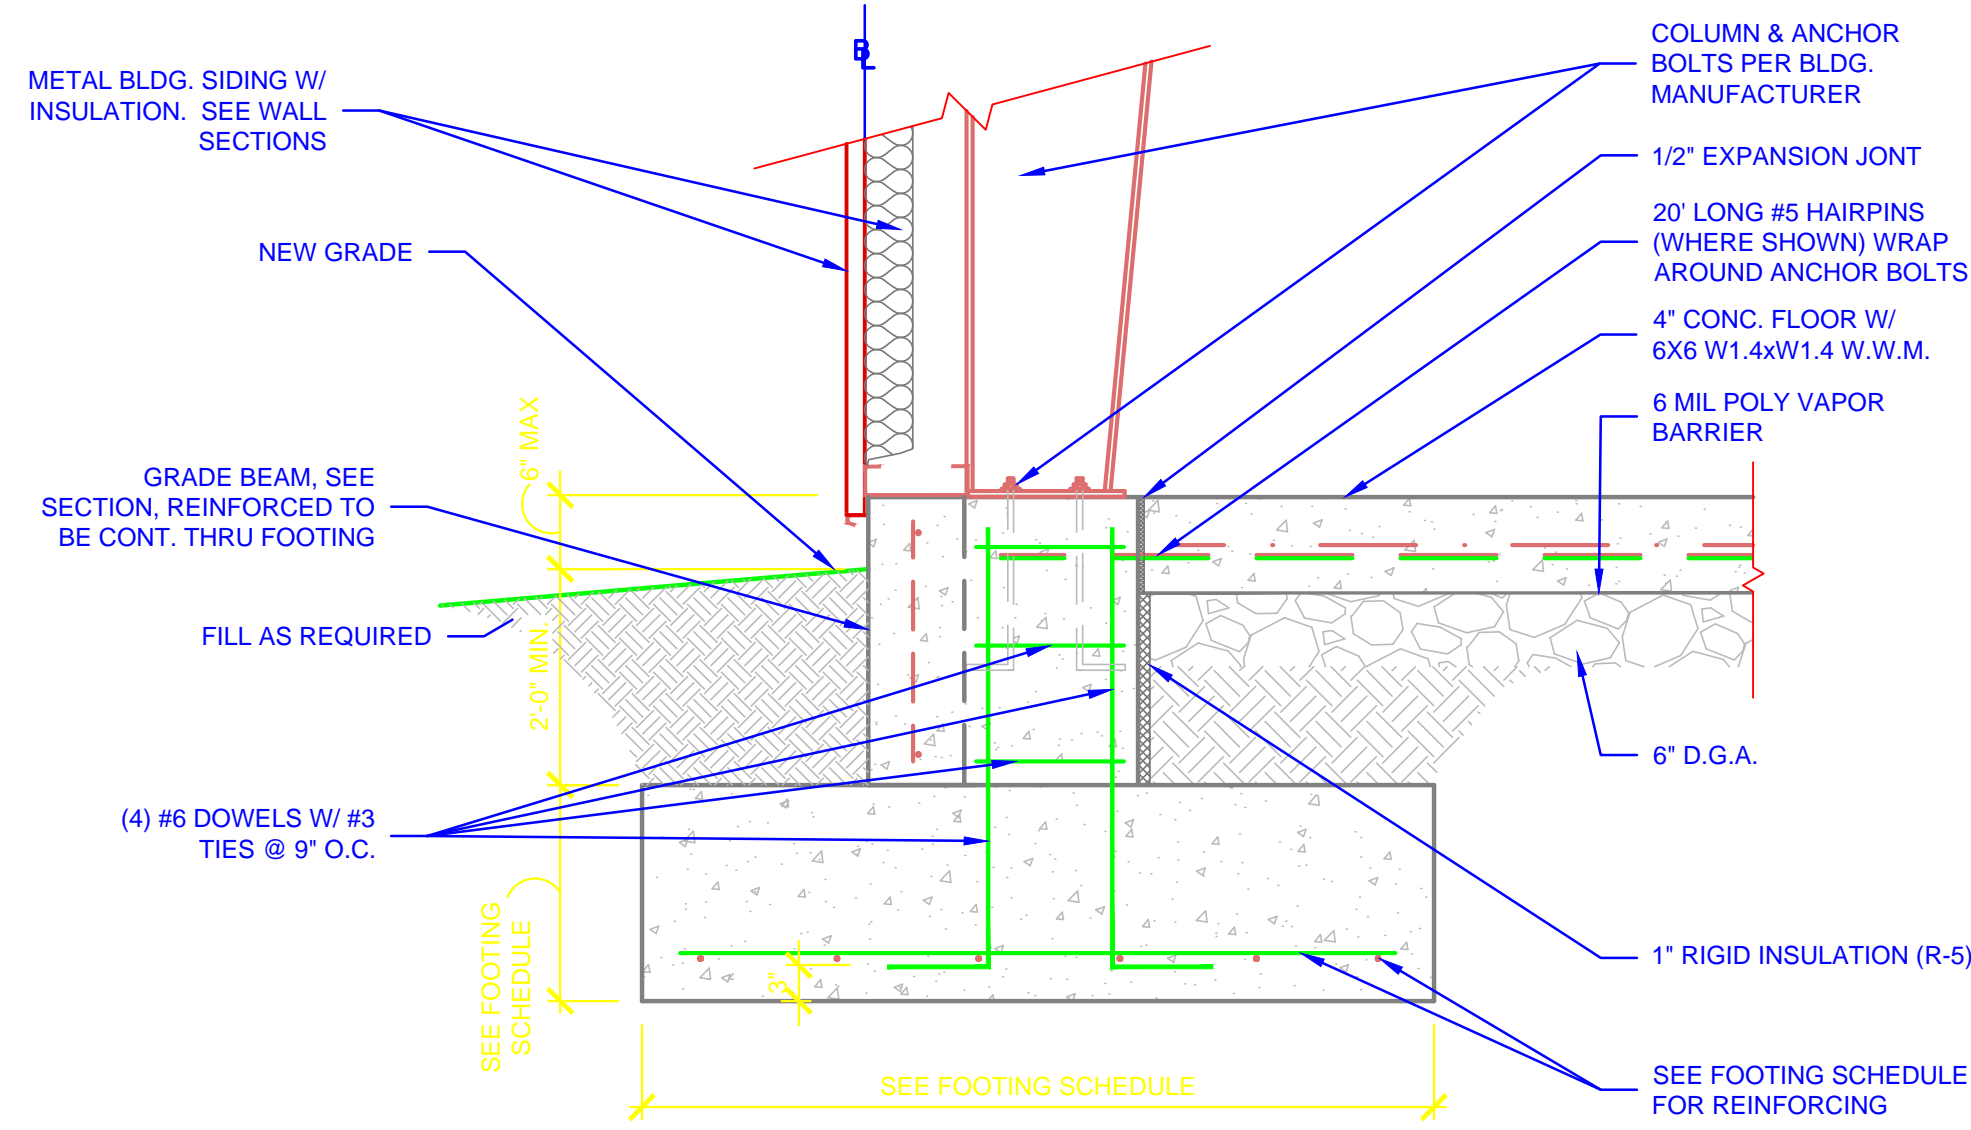 METAL BLDG. SIDING W/
INSULATION. SEE WALL
SECTIONS
NEW GRADE
GRADE BEAM, SEE
SECTION, REINFORCED TO
BE CONT. THRU FOOTING
FILL AS REQUIRED
(4) #6 DOWELS W/ #3
TIES @ 9" O.C.
6" MAX
2'-0" MIN.
SEE FOOTING
SCHEDULE
3"
SEE FOOTING SCHEDULE
BL
COLUMN & ANCHOR
BOLTS PER BLDG.
MANUFACTURER
1/2" EXPANSION JONT
20' LONG #5 HAIRPINS
(WHERE SHOWN) WRAP
AROUND ANCHOR BOLTS
4" CONC. FLOOR W/
6X6 W1.4xW1.4 W.W.M.
6 MIL POLY VAPOR
BARRIER
6" D.G.A.
1" RIGID INSULATION (R-5)
SEE FOOTING SCHEDULE
FOR REINFORCING